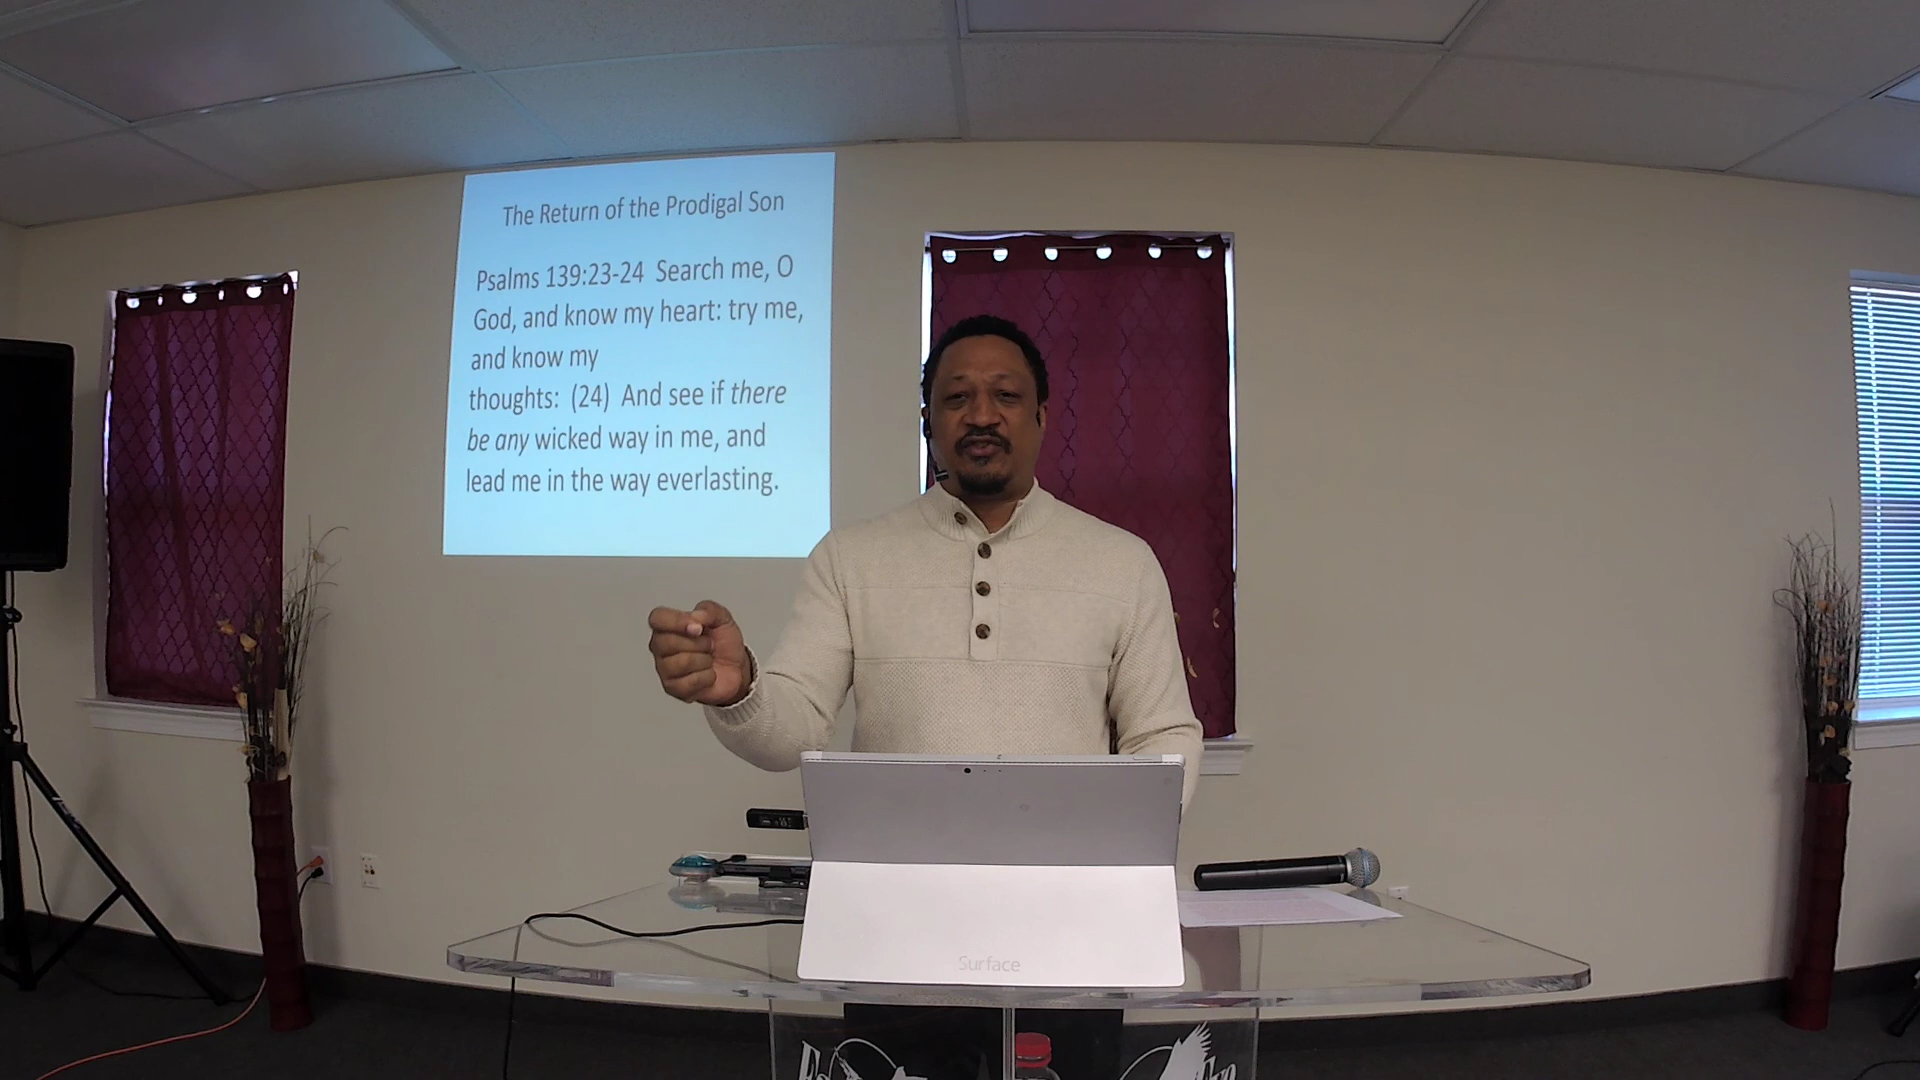 The Return of the Prodigal Son
Psalms 139:23-24 Search me, O
God, and know my heart: try me,
and know my
thoughts: (24) And see if there
be any wicked way in me, and
lead me in the way everlasting.
Surface